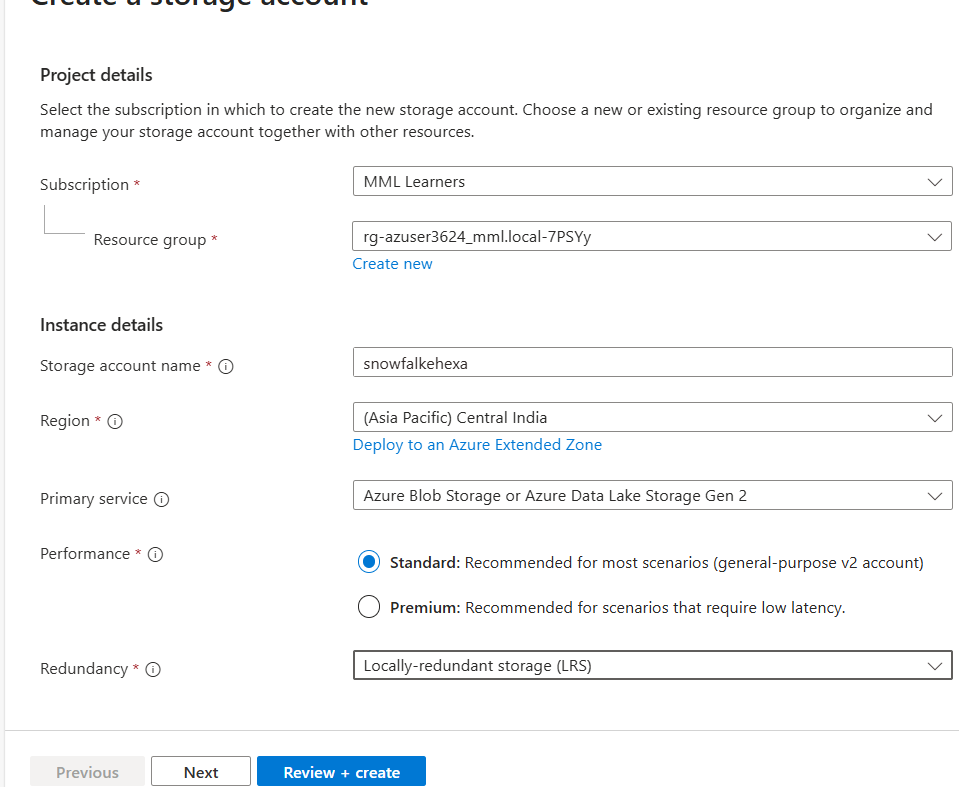 Create a storage account
Project details
Select the subscription in which to create the new storage account. Choose a new or existing resource group to organize and
manage your storage account together with other resources.
Subscription *
MML Learners
Resource group *
rg-azuser3624_mml.local-7PSYy
Create new
Instance details
Storage account name *
snowfalkehexa
Region *
(Asia Pacific) Central India
Deploy to an Azure Extended Zone
Primary service
Azure Blob Storage or Azure Data Lake Storage Gen 2
Performance *
Standard: Recommended for most scenarios (general-purpose v2 account)
Premium: Recommended for scenarios that require low latency.
Redundancy *
Locally-redundant storage (LRS)
Previous
Next
Review + create